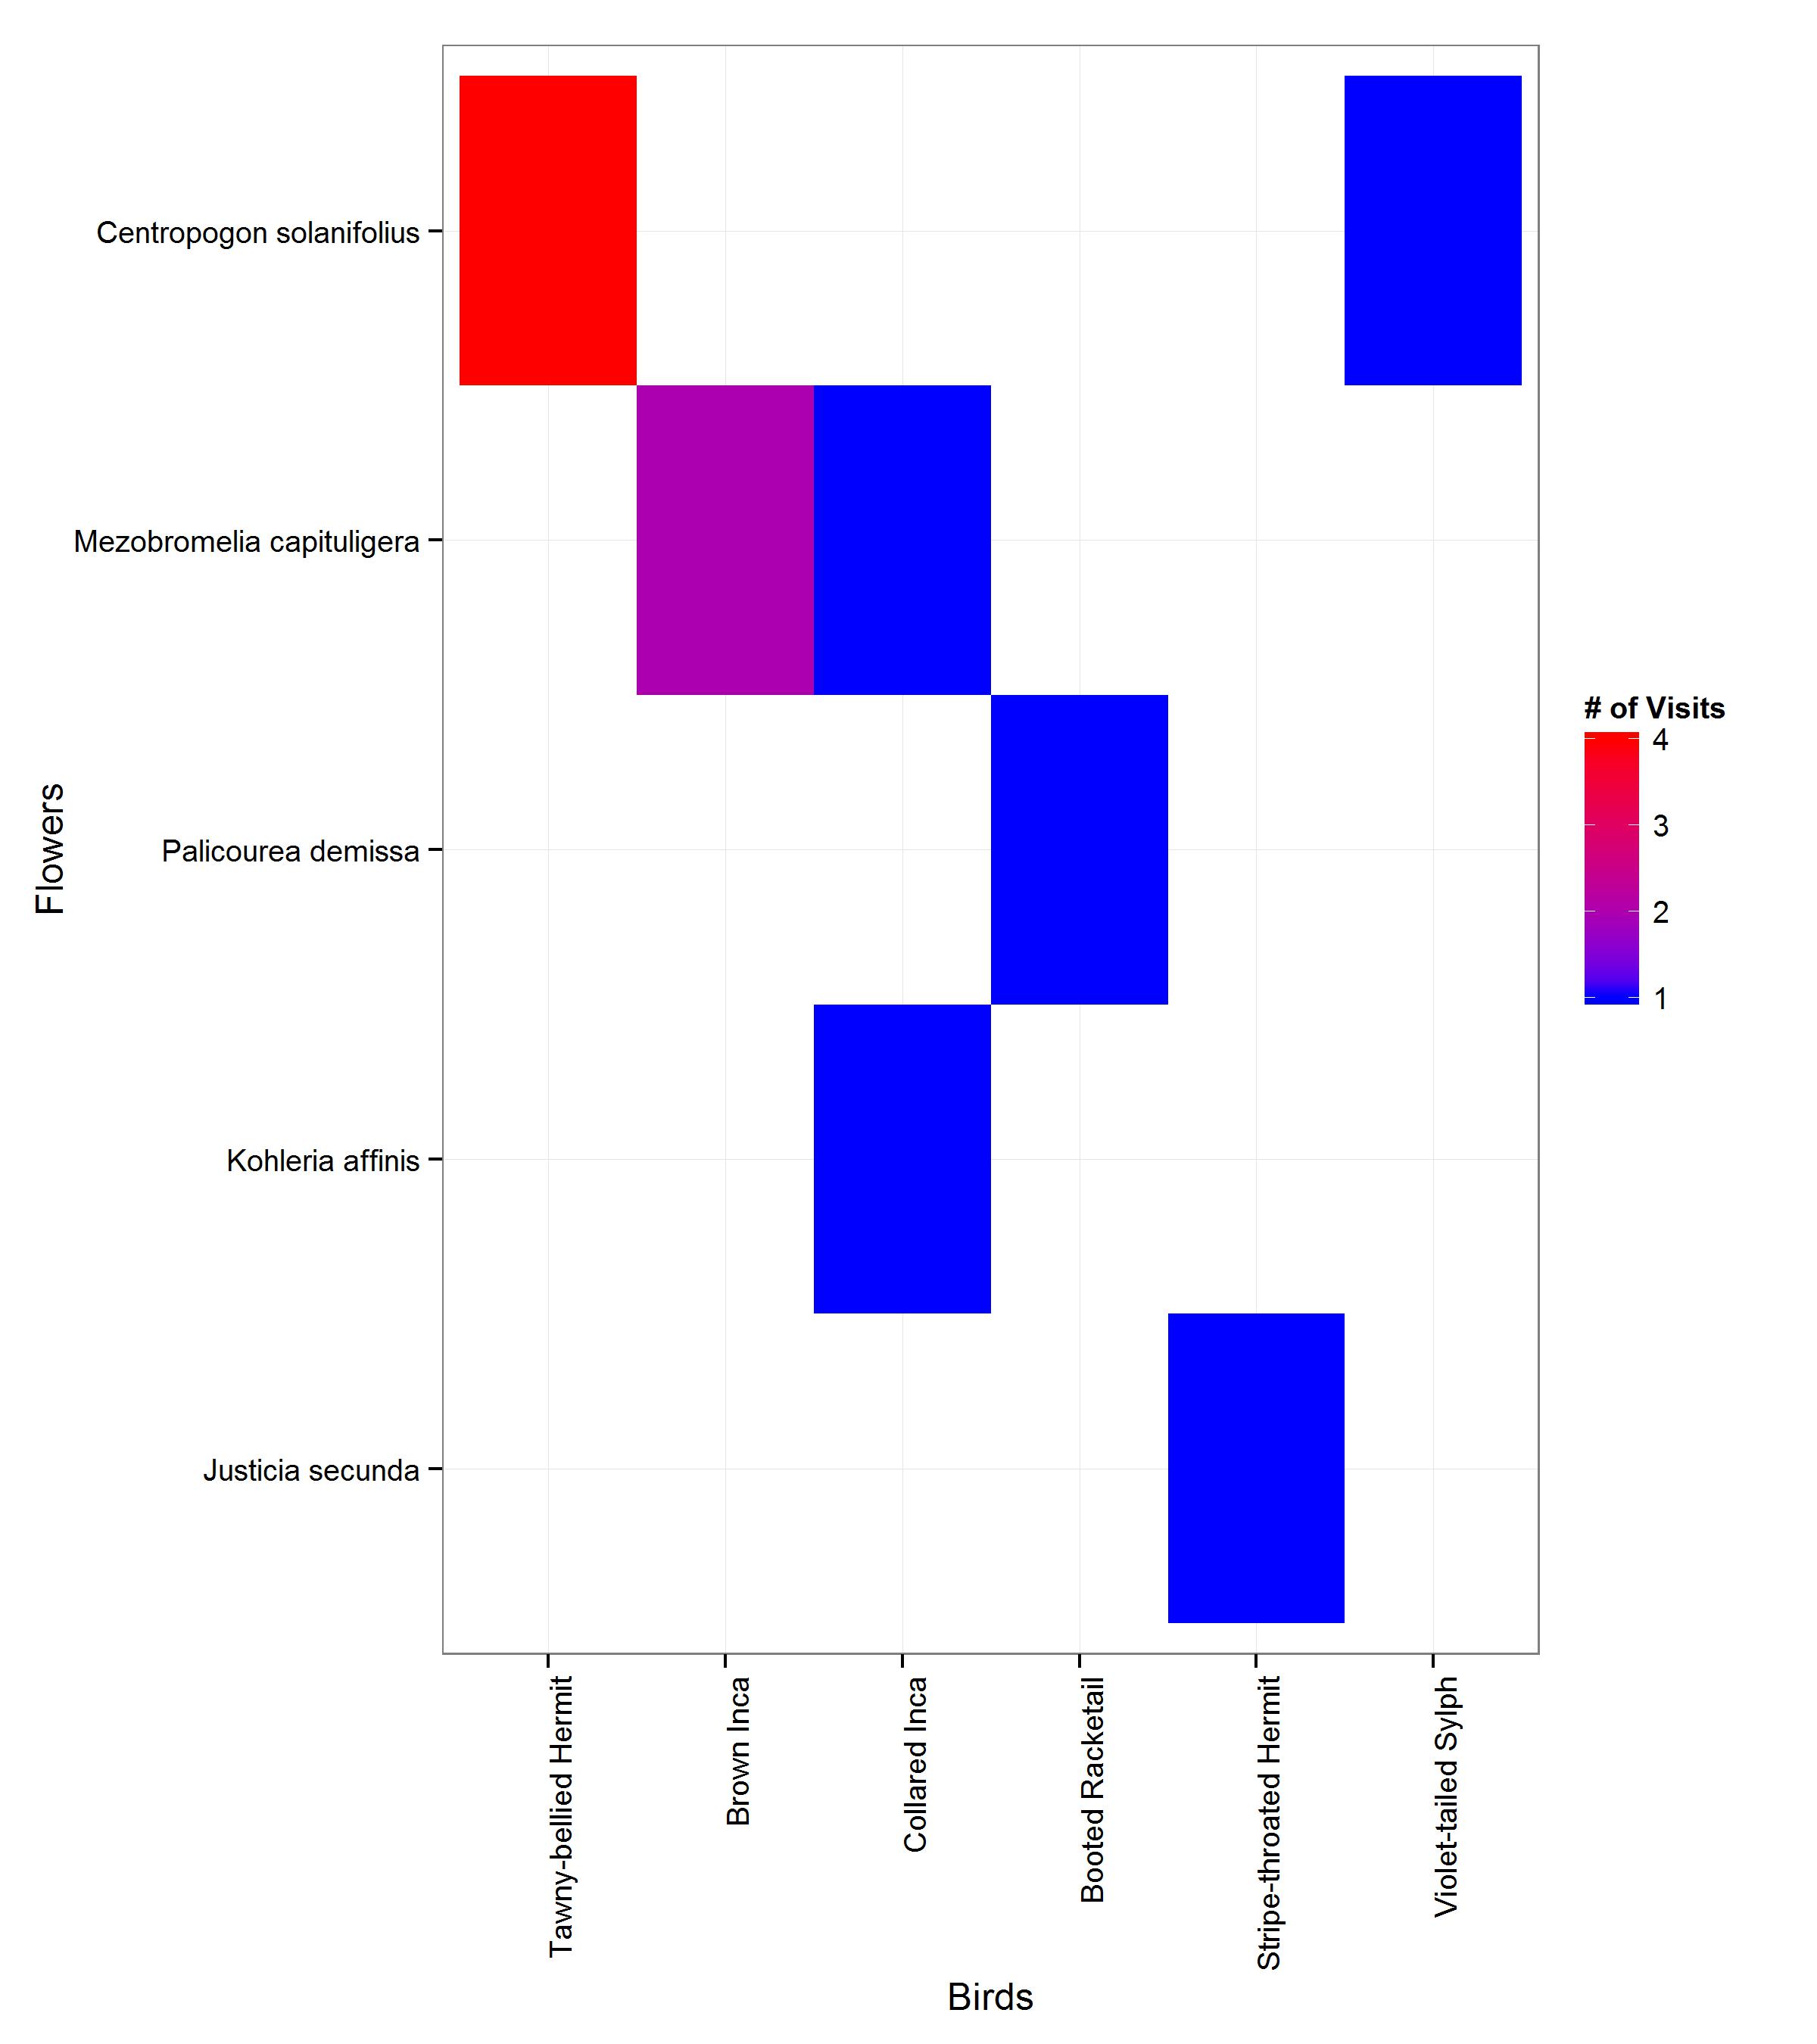 Centropogon solanifolius
Mezobromelia capituligera
Palicourea demissa
Kohleria affinis
Justicia secunda
Flowers
# of Visits
4
3
2
1
Tawny-bellied Hermit
Brown Inca
Collared Inca
Booted Racketail
Stripe-throated Hermit
Violet-tailed Sylph
Birds